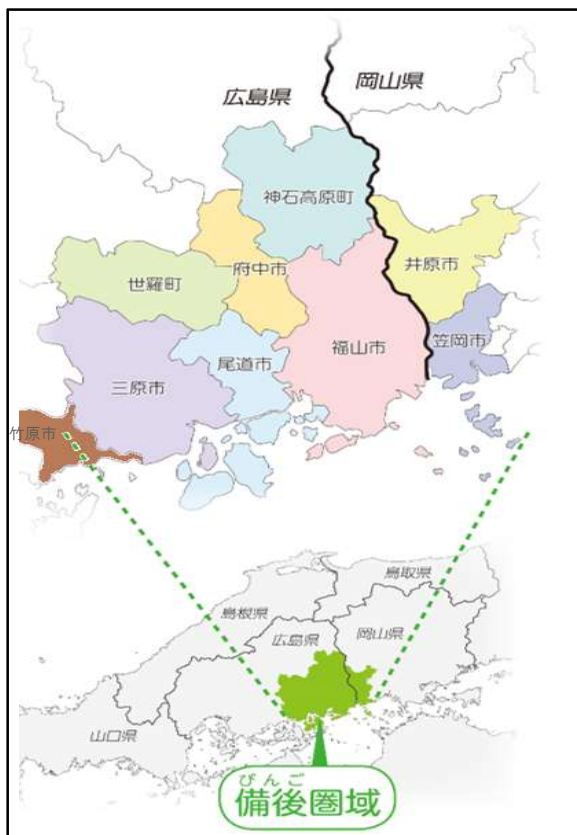 広島県
岡山県
神石高原町
井原市
府中市
世羅町
笠岡市
福山市
尾道市
三原市
竹原市
鳥取県
島根県
広島県
岡山県
山口県
びんご
備後圏域